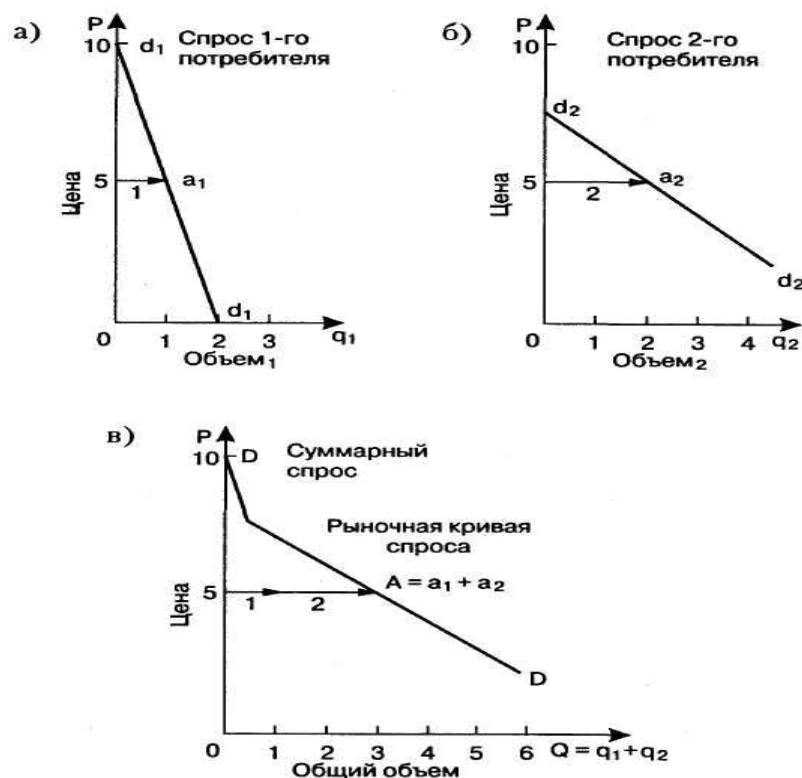 а)
P
10
d₁
Спрос 1-го
потребителя
5
1
a₁
Цена
d₁
0
1
2
3
q₁
Объем₁
б)
P
10
Спрос 2-го
потребителя
d₂
5
2
a₂
Цена
d₂
0
1
2
3
4
q₂
Объем₂
в)
P
10
D
Суммарный
спрос
Рыночная кривая
спроса
5
1
2
A = a₁ + a₂
Цена
D
0
1
2
3
4
5
6
Q = q₁+q₂
Общий объем